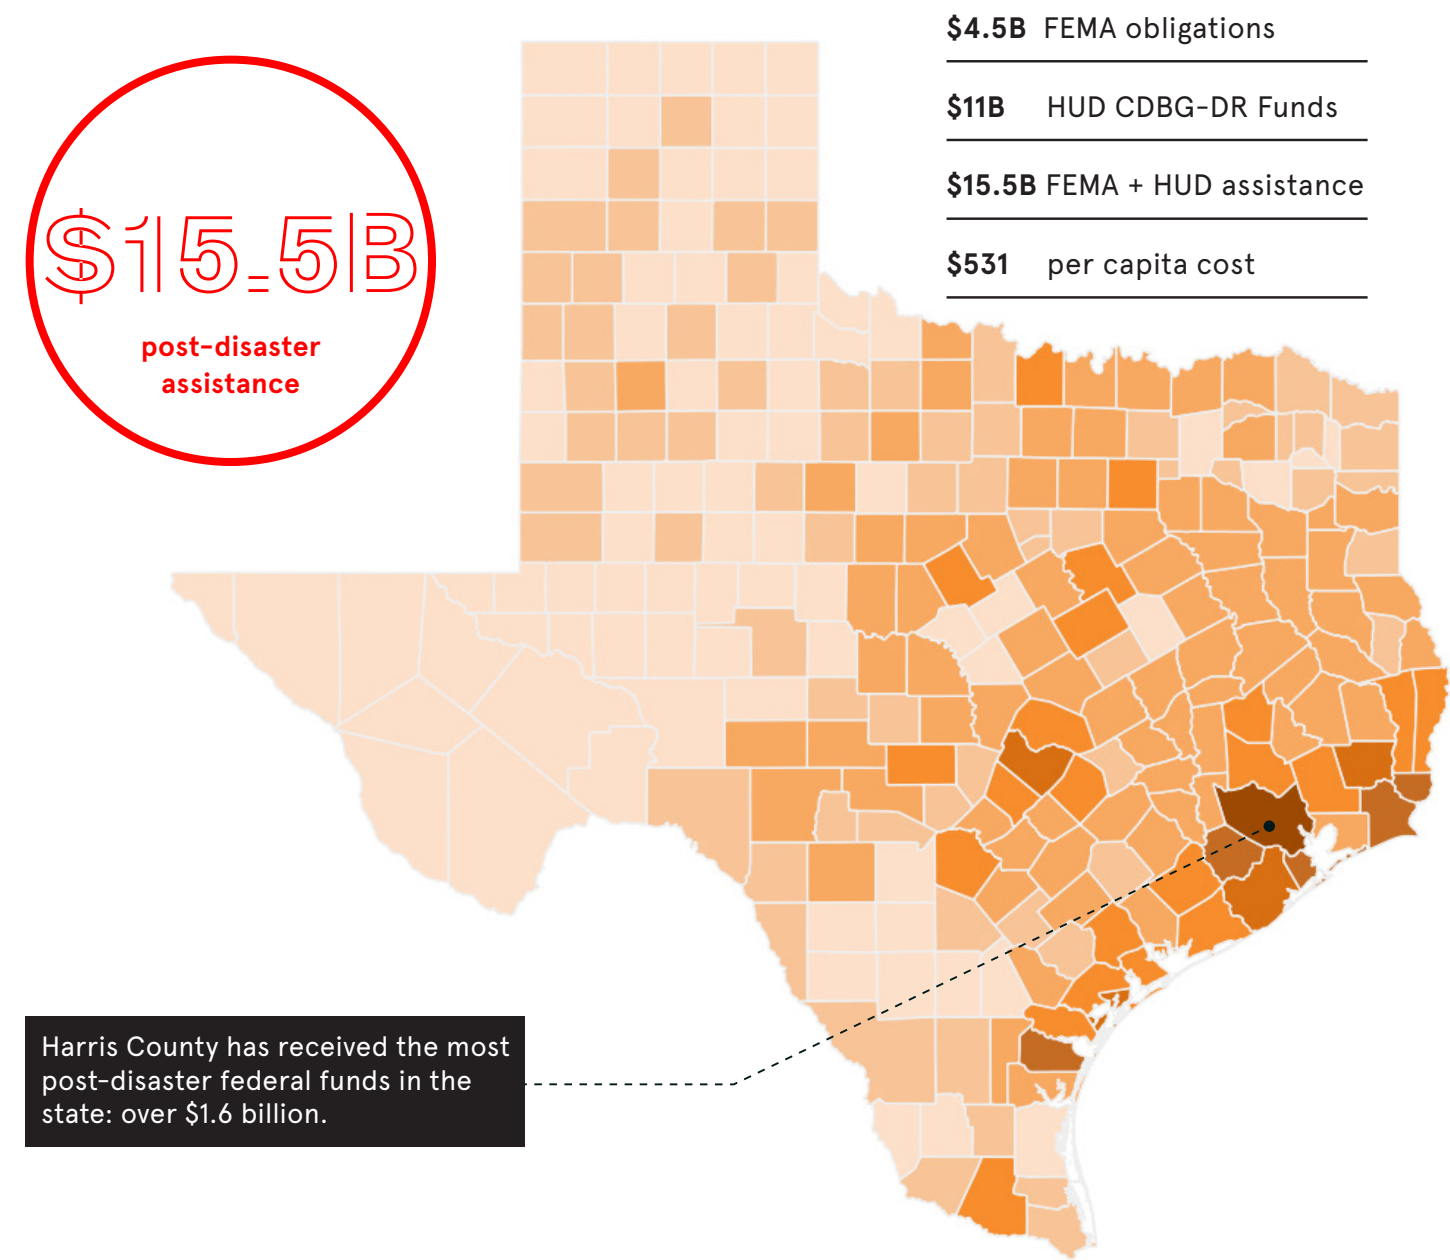 $4.5B FEMA obligations
$11B HUD CDBG-DR Funds
$15.5B FEMA + HUD assistance
$531 per capita cost
$15.5B
post-disaster
assistance
Harris County has received the most
post-disaster federal funds in the
state: over $1.6 billion.